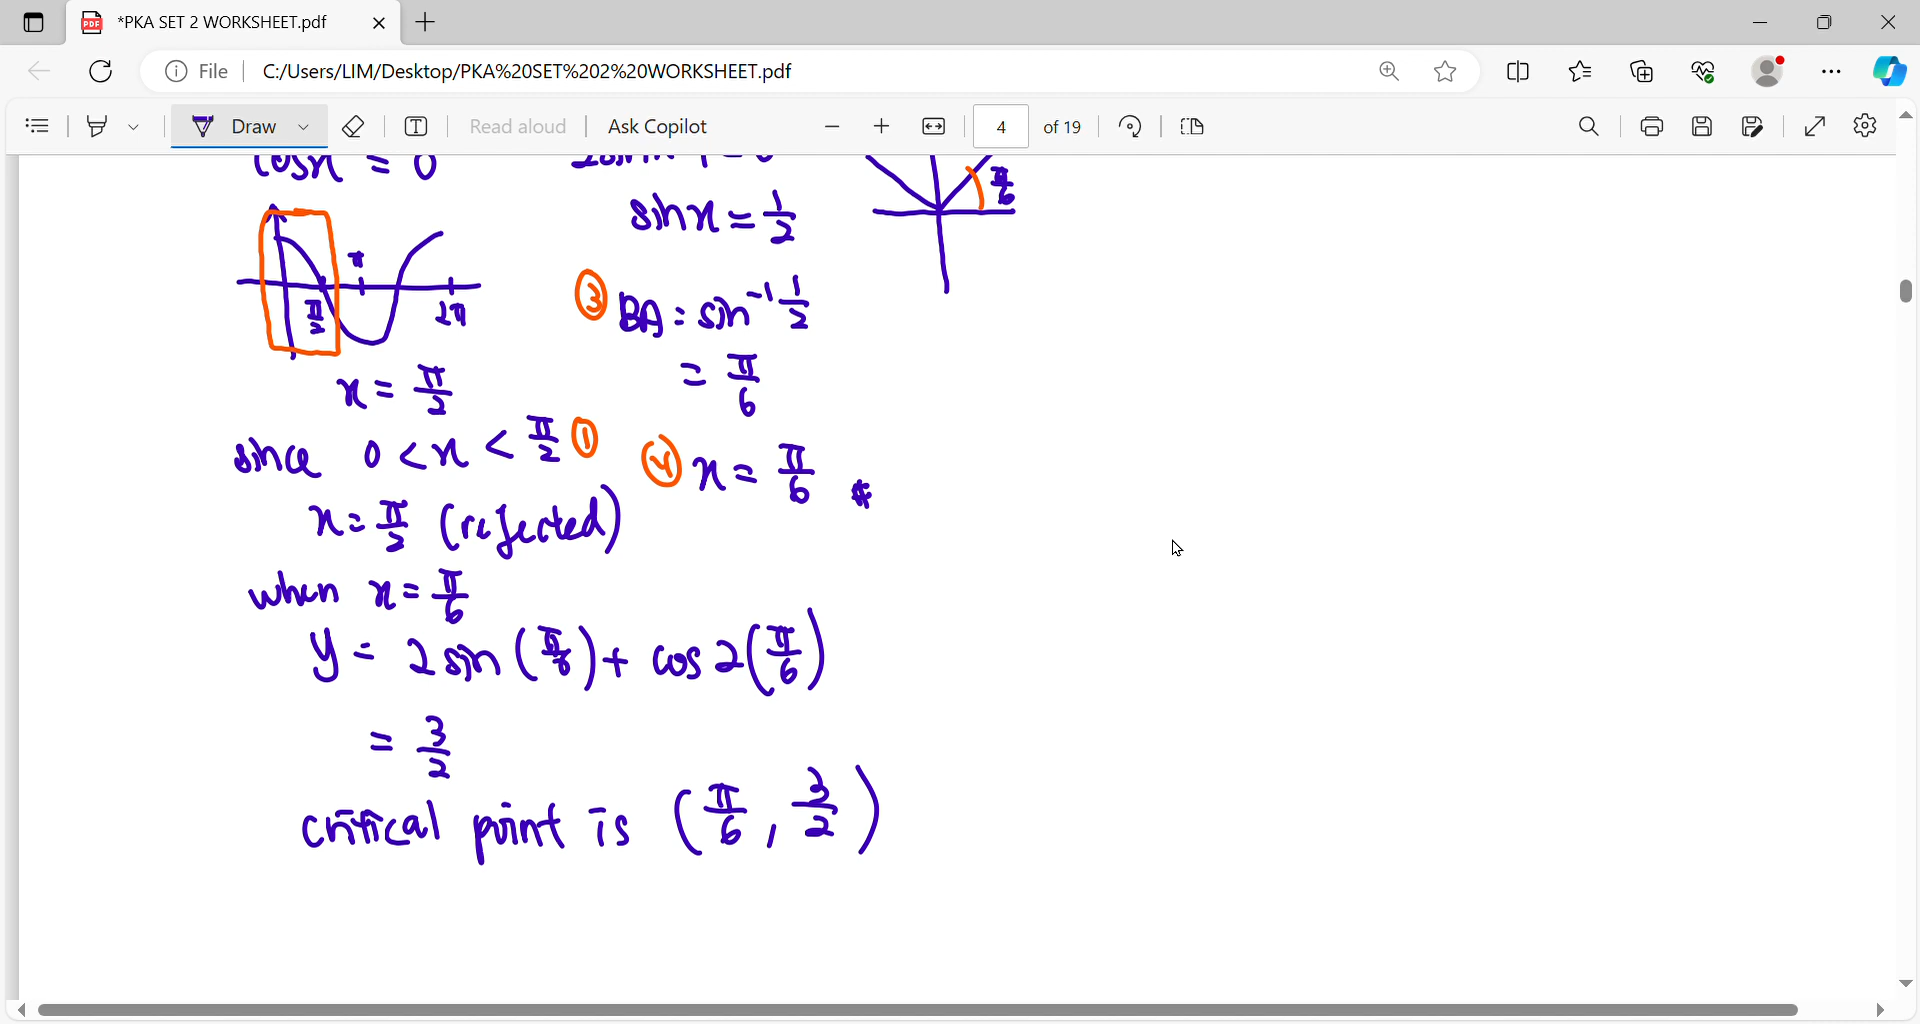 *PKA SET 2 WORKSHEET.pdf
File C:/Users/LIM/Desktop/PKA%20SET%202%20WORKSHEET.pdf
Draw Read aloud Ask Copilot 4 of 19
cosx = 0
π/6
sinx = 1/2
π
π/2
2π
③ BA = sin⁻¹ 1/2
x = π/2
= π/6
since 0 < x < π/2 ①
④ x = π/6 #
x = π/2 (rejected)
when x = π/6
y = 2 sin (π/6) + cos 2(π/6)
= 3/2
critical point is (π/6, 3/2)